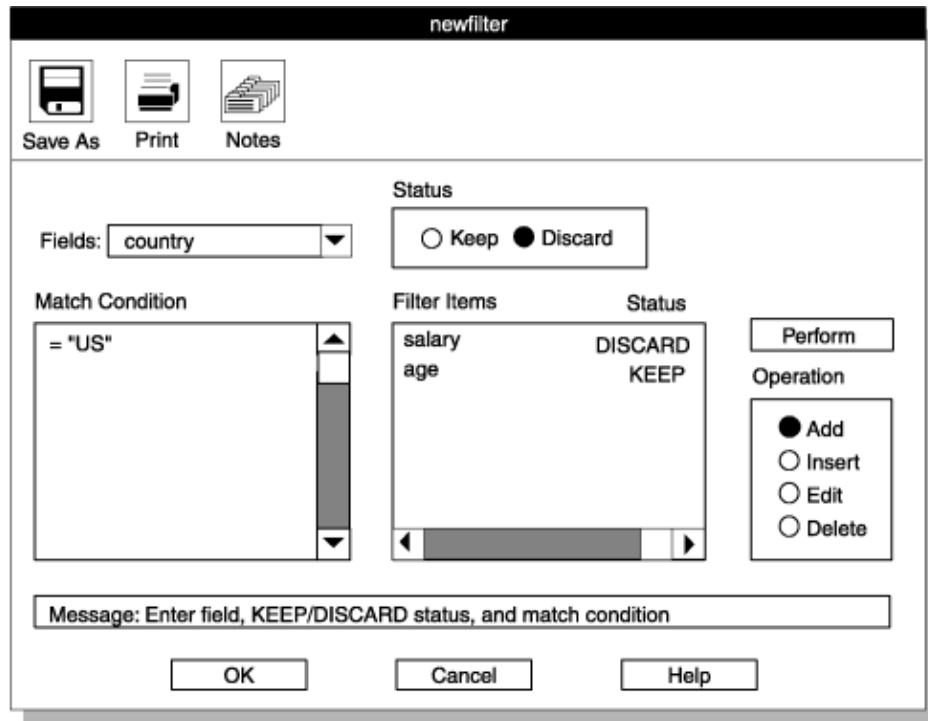 newfilter
Save As Print Notes
Status
Fields: country Keep Discard
Match Condition Filter Items Status
= "US" salary DISCARD Perform
age KEEP Operation
Add
Insert
Edit
Delete
Message: Enter field, KEEP/DISCARD status, and match condition
OK Cancel Help